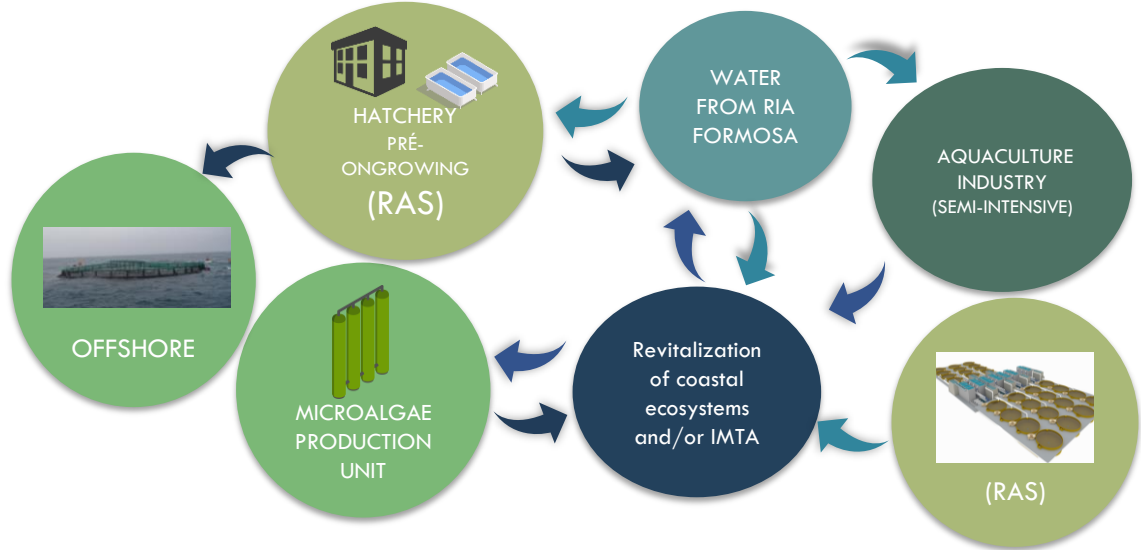 HATCHERY
PRÉ-
ONGROWING
(RAS)
WATER
FROM RIA
FORMOSA
AQUACULTURE
INDUSTRY
(SEMI-INTENSIVE)
OFFSHORE
MICROALGAE
PRODUCTION
UNIT
Revitalization
of coastal
ecosystems
and/or IMTA
(RAS)